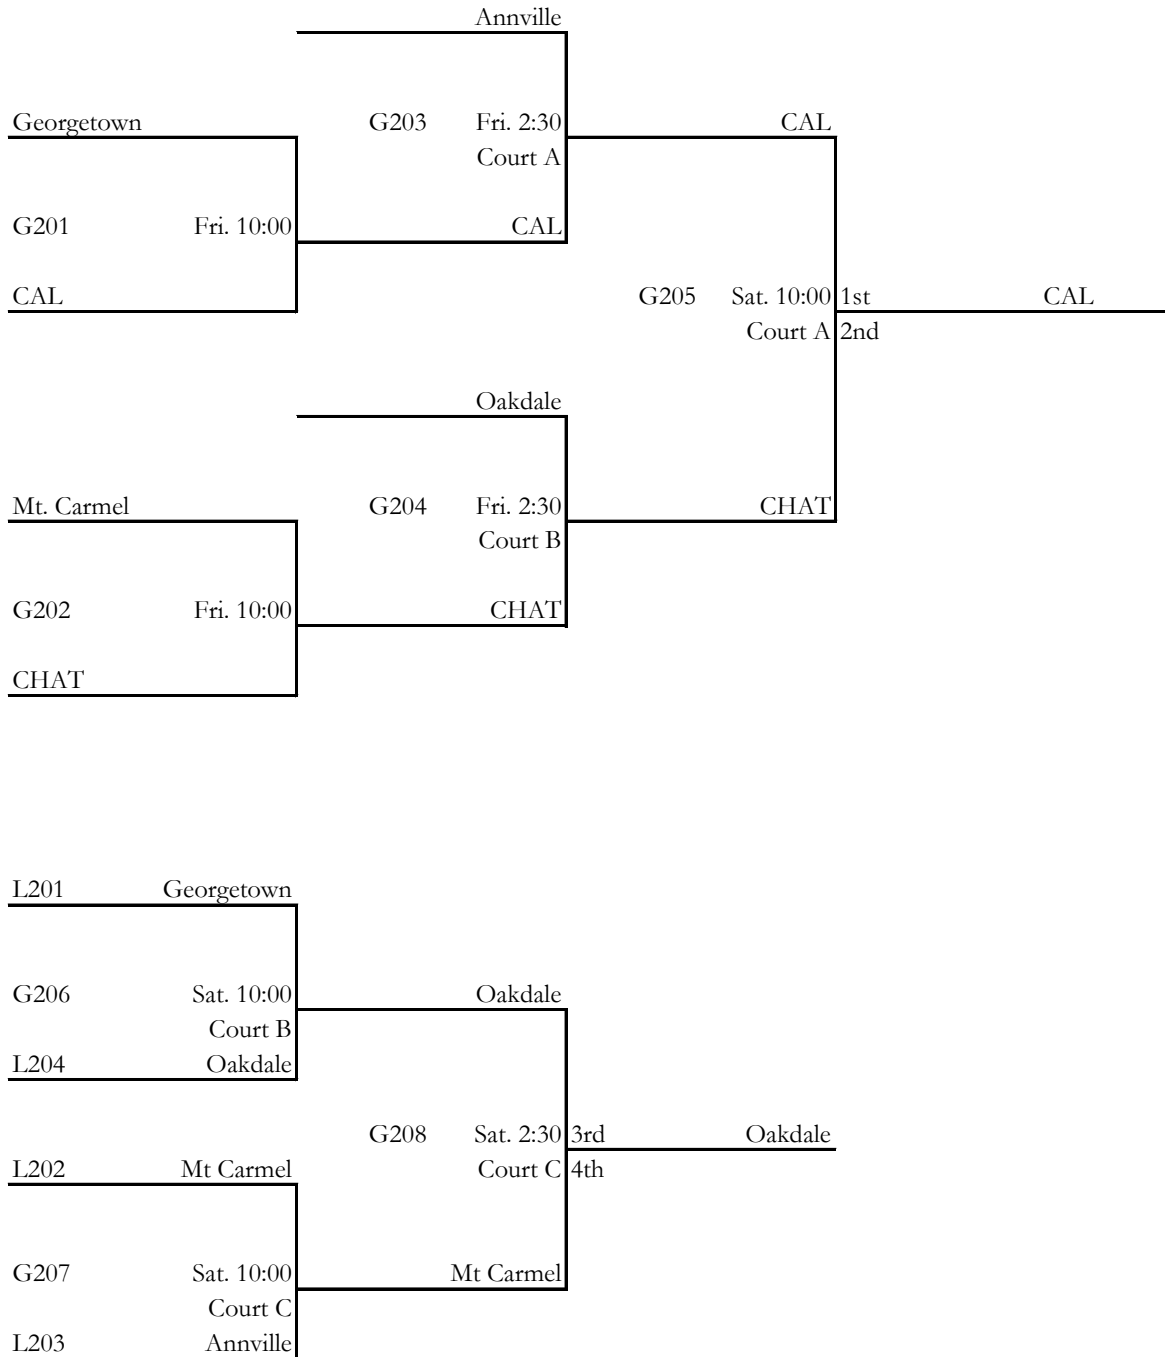 Annville
Georgetown G203 Fri. 2:30 CAL
Court A
G201 Fri. 10:00 CAL
CAL G205 Sat. 10:00 1st CAL
Court A 2nd
Oakdale
Mt. Carmel G204 Fri. 2:30 CHAT
Court B
G202 Fri. 10:00 CHAT
CHAT
L201 Georgetown
G206 Sat. 10:00 Oakdale
Court B
L204 Oakdale
G208 Sat. 2:30 3rd Oakdale
L202 Mt Carmel Court C 4th
G207 Sat. 10:00 Mt Carmel
Court C
L203 Annville